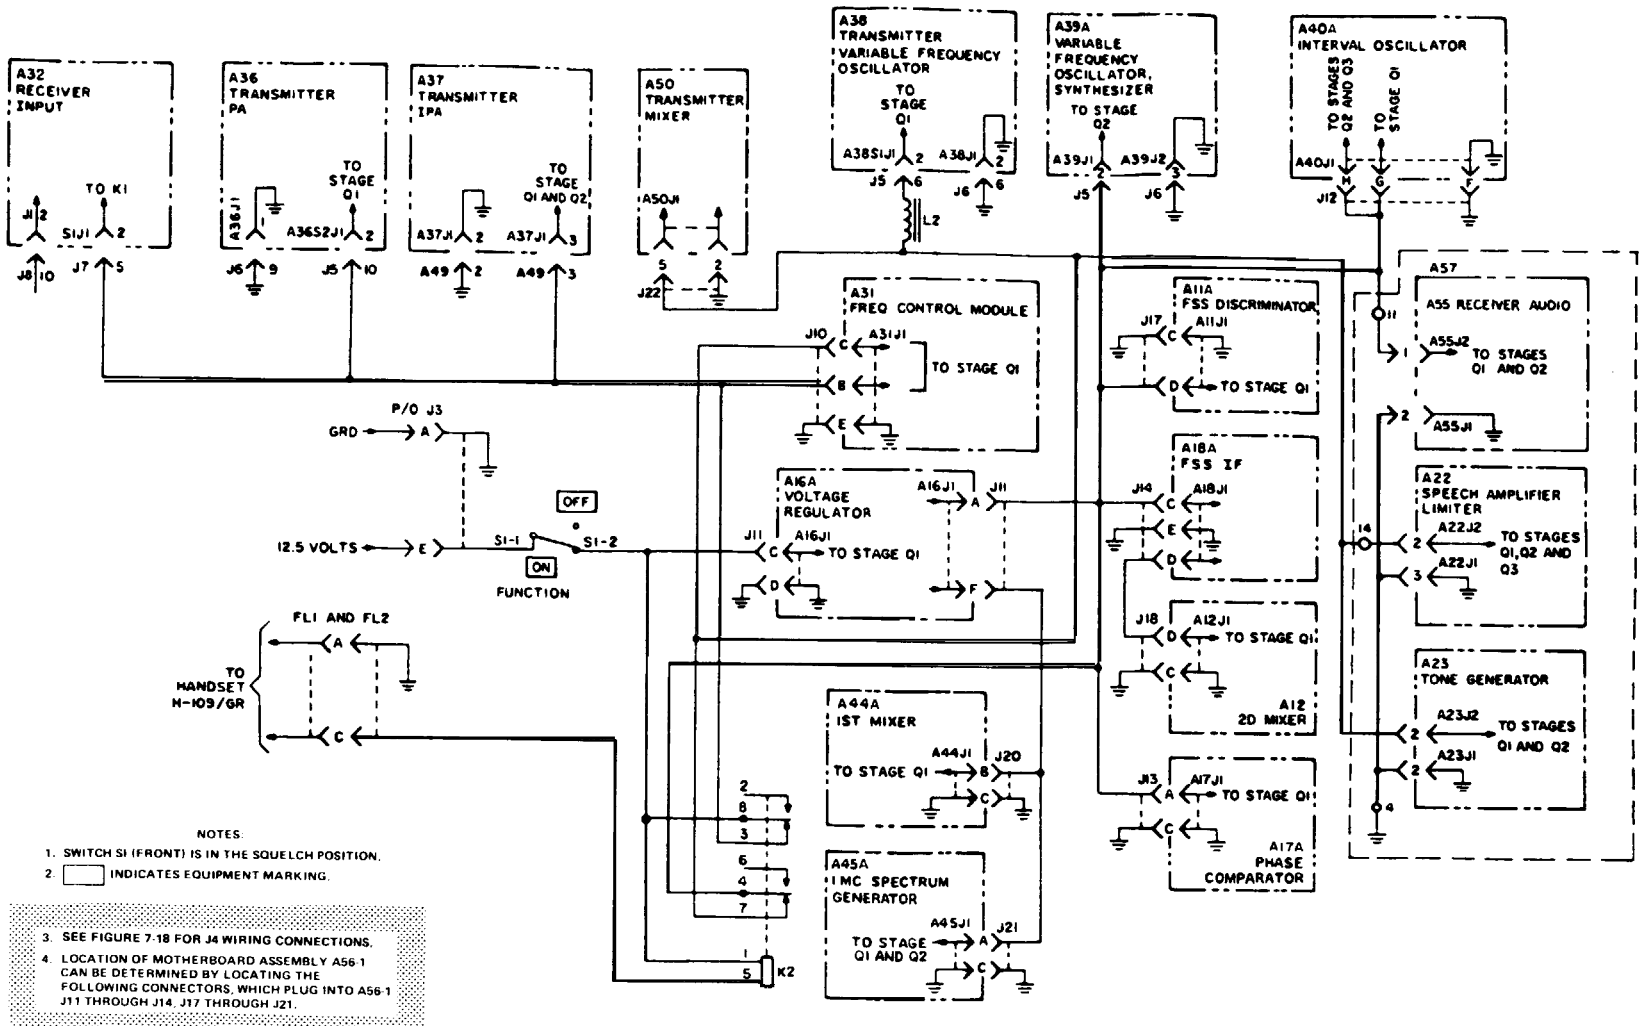 A32
RECEIVER
INPUT
TO K1
J1 2
S1J1 2
J8 10
J7 5
A36
TRANSMITTER
PA
TO
STAGE
Q1
A36J1 1
A36S2J1 2
J6 9
J5 10
A37
TRANSMITTER
IPA
TO
STAGE
Q1 AND Q2
A37J1 2
A37J1 3
A49 2
A49 3
A50
TRANSMITTER
MIXER
A50J1
5 2
J22
A38
TRANSMITTER
VARIABLE FREQUENCY
OSCILLATOR
TO
STAGE
Q1
A38S1J1 2
A38J1 2
J5 6
J6 6
L2
A39A
VARIABLE
FREQUENCY
OSCILLATOR,
SYNTHESIZER
TO STAGE
Q2
A39J1 2
A39J2 3
J5
J6
A40A
INTERVAL OSCILLATOR
TO STAGES
Q2 AND Q3
TO
STAGE Q1
A40J1
H G F
J12
A31
FREQ CONTROL MODULE
J10 C A31J1
B
TO STAGE Q1
E
A11A
FSS DISCRIMINATOR
J17 C A11J1
D TO STAGE Q1
A57
A55 RECEIVER AUDIO
11
1 A55J2
TO STAGES
Q1 AND Q2
2
A55J1
P/O J3
GRD A
12.5 VOLTS E
S1-1
OFF
S1-2
ON
FUNCTION
A16A
VOLTAGE
REGULATOR
A16J1 A J11
J11 C A16J1
TO STAGE Q1
D
F
A18A
FSS IF
J14 C A18J1
E
D
A22
SPEECH AMPLIFIER
LIMITER
14
2 A22J2
TO STAGES
Q1, Q2 AND
Q3
3 A22J1
FL1 AND FL2
A
TO
HANDSET
H-109/GR
C
J18 D A12J1
TO STAGE Q1
C
A12
2D MIXER
A23
TONE GENERATOR
2 A23J2
TO STAGES
Q1 AND Q2
2 A23J1
4
A44A
1ST MIXER
A44J1 J20
TO STAGE Q1 B
C
J13 A A17J1
TO STAGE Q1
C
A17A
PHASE
COMPARATOR
2
8
3
6
4
7
1
5
K2
A45A
1 MC SPECTRUM
GENERATOR
A45J1 J21
TO STAGE
Q1 AND Q2
A
C
NOTES:
1. SWITCH S1 (FRONT) IS IN THE SQUELCH POSITION.
2. INDICATES EQUIPMENT MARKING.
3. SEE FIGURE 7-18 FOR J4 WIRING CONNECTIONS.
4. LOCATION OF MOTHERBOARD ASSEMBLY A56-1
CAN BE DETERMINED BY LOCATING THE
FOLLOWING CONNECTORS, WHICH PLUG INTO A56-1
J11 THROUGH J14, J17 THROUGH J21.